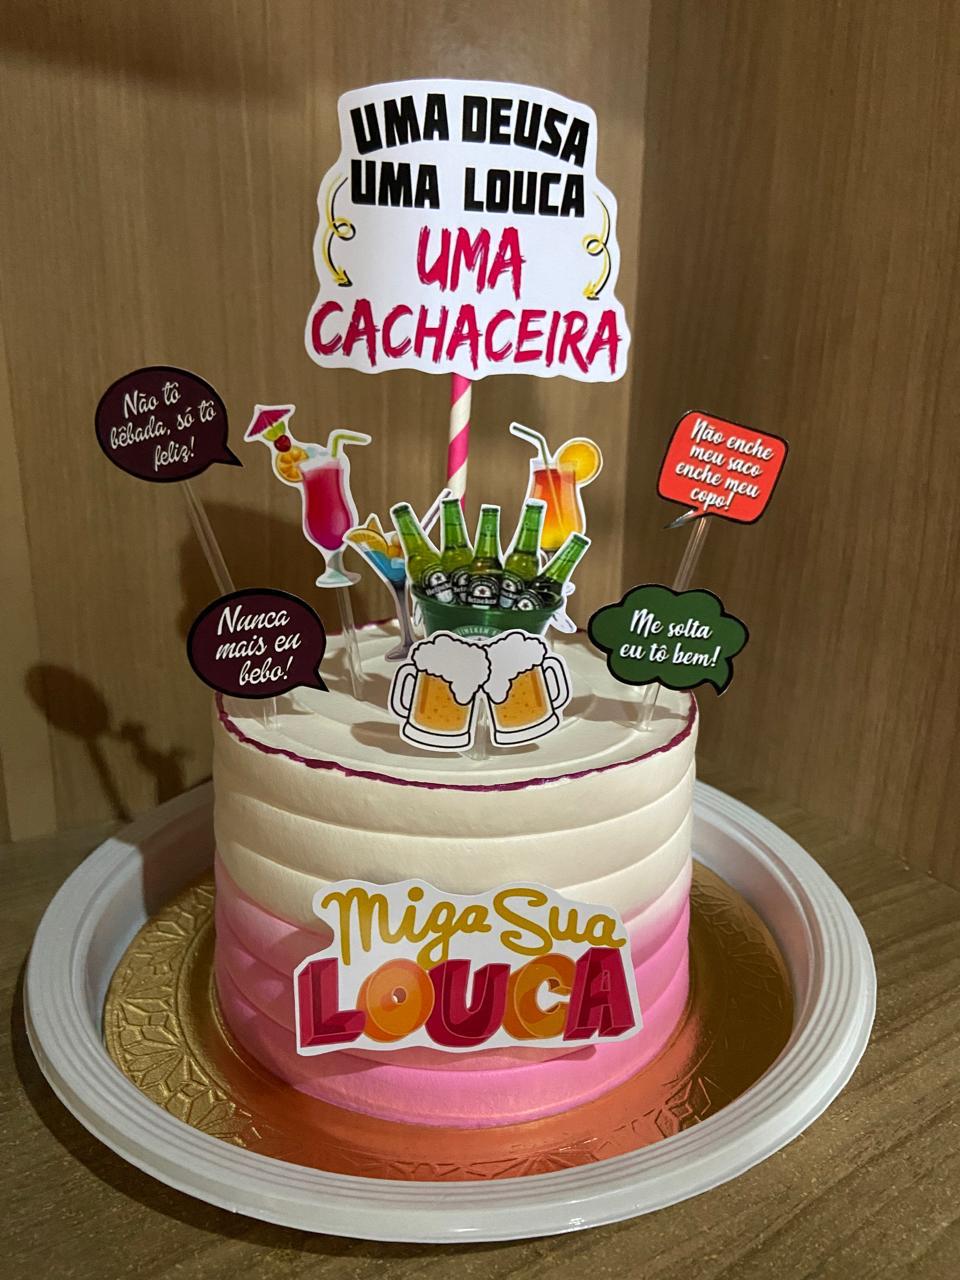 UMA DEUSA
UMA LOUCA
UMA
CACHACEIRA
Não tô
bêbada, só tô
feliz!
Não enche
meu saco
enche meu
copo!
Nunca
mais eu
bebo!
Me solta
eu tô bem!
Heineken
Miga Sua
LOUCA